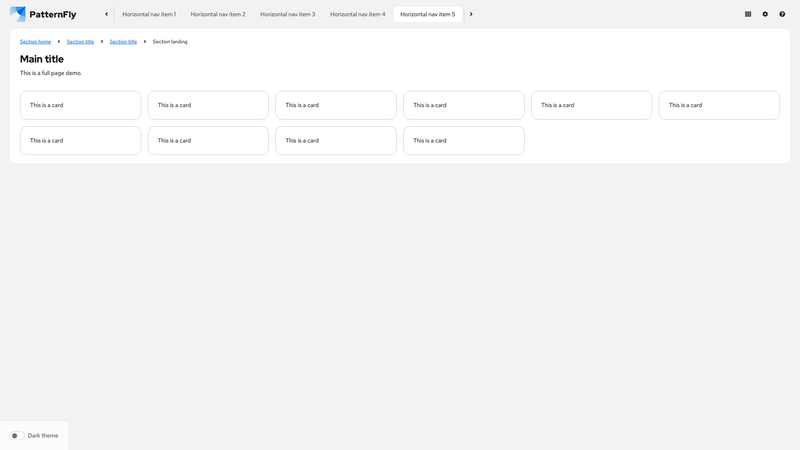 PatternFly
Horizontal nav item 1
Horizontal nav item 2
Horizontal nav item 3
Horizontal nav item 4
Horizontal nav item 5
Section home
Section title
Section title
Section landing
Main title
This is a full page demo.
This is a card
This is a card
This is a card
This is a card
This is a card
This is a card
This is a card
This is a card
This is a card
This is a card
Dark theme